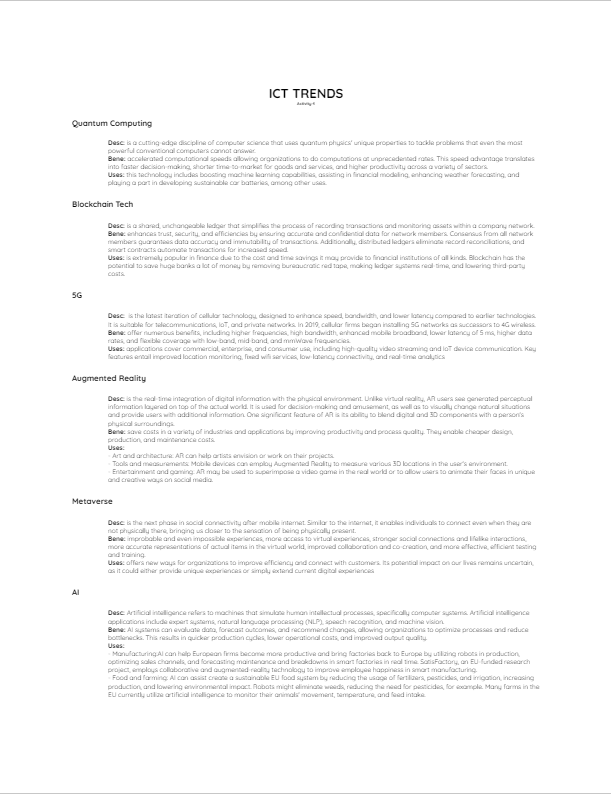 ICT TRENDS
Activity 4
Quantum Computing
Desc: is a cutting-edge discipline of computer science that uses quantum physics' unique properties to tackle problems that even the most
powerful conventional computers cannot answer.
Bene: accelerated computational speeds allowing organizations to do computations at unprecedented rates. This speed advantage translates
into faster decision-making, shorter time-to-market for goods and services, and higher productivity across a variety of sectors.
Uses: this technology includes boosting machine learning capabilities, assisting in financial modeling, enhancing weather forecasting, and
playing a part in developing sustainable car batteries, among other uses.
Blockchain Tech
Desc: is a shared, unchangeable ledger that simplifies the process of recording transactions and monitoring assets within a company network.
Bene: enhances trust, security, and efficiencies by ensuring accurate and confidential data for network members. Consensus from all network
members guarantees data accuracy and immutability of transactions. Additionally, distributed ledgers eliminate record reconciliations, and
smart contracts automate transactions for increased speed.
Uses: is extremely popular in finance due to the cost and time savings it may provide to financial institutions of all kinds. Blockchain has the
potential to save huge banks a lot of money by removing bureaucratic red tape, making ledger systems real-time, and lowering third-party
costs.
5G
Desc: is the latest iteration of cellular technology, designed to enhance speed, bandwidth, and lower latency compared to earlier technologies.
It is suitable for telecommunications, IoT, and private networks. In 2019, cellular firms began installing 5G networks as successors to 4G wireless.
Bene: offer numerous benefits, including higher frequencies, high bandwidth, enhanced mobile broadband, lower latency of 5 ms, higher data
rates, and flexible coverage with low-band, mid-band, and mmWave frequencies.
Uses: applications cover commercial, enterprise, and consumer use, including high-quality video streaming and IoT device communication. Key
features entail improved location monitoring, fixed wifi services, low-latency connectivity, and real-time analytics
Augmented Reality
Desc: is the real-time integration of digital information with the physical environment. Unlike virtual reality, AR users see generated perceptual
information layered on top of the actual world. It is used for decision-making and amusement, as well as to visually change natural situations
and provide users with additional information. One significant feature of AR is its ability to blend digital and 3D components with a person's
physical surroundings.
Bene: save costs in a variety of industries and applications by improving productivity and process quality. They enable cheaper design,
production, and maintenance costs.
Uses:
· Art and architecture: AR can help artists envision or work on their projects.
· Tools and measurements: Mobile devices can employ Augmented Reality to measure various 3D locations in the user's environment.
· Entertainment and gaming: AR may be used to superimpose a video game in the real world or to allow users to animate their faces in unique
and creative ways on social media.
Metaverse
Desc: is the next phase in social connectivity after mobile internet. Similar to the internet, it enables individuals to connect even when they are
not physically there, bringing us closer to the sensation of being physically present.
Bene: improbable and even impossible experiences, more access to virtual experiences, stronger social connections and lifelike interactions,
more accurate representations of actual items in the virtual world, improved collaboration and co-creation, and more effective, efficient testing
and training.
Uses: offers new ways for organizations to improve efficiency and connect with customers. Its potential impact on our lives remains uncertain,
as it could either provide unique experiences or simply extend current digital experiences
AI
Desc: Artificial intelligence refers to machines that simulate human intellectual processes, specifically computer systems. Artificial intelligence
applications include expert systems, natural language processing (NLP), speech recognition, and machine vision.
Bene: AI systems can evaluate data, forecast outcomes, and recommend changes, allowing organizations to optimize processes and reduce
bottlenecks. This results in quicker production cycles, lower operational costs, and improved output quality.
Uses:
· Manufacturing:AI can help European firms become more productive and bring factories back to Europe by utilizing robots in production,
optimizing sales channels, and forecasting maintenance and breakdowns in smart factories in real time. SatisFactory, an EU-funded research
project, employs collaborative and augmented-reality technology to improve employee happiness in smart manufacturing.
· Food and farming: AI can assist create a sustainable EU food system by reducing the usage of fertilizers, pesticides, and irrigation, increasing
production, and lowering environmental impact. Robots might eliminate weeds, reducing the need for pesticides, for example. Many farms in the
EU currently utilize artificial intelligence to monitor their animals' movement, temperature, and feed intake.